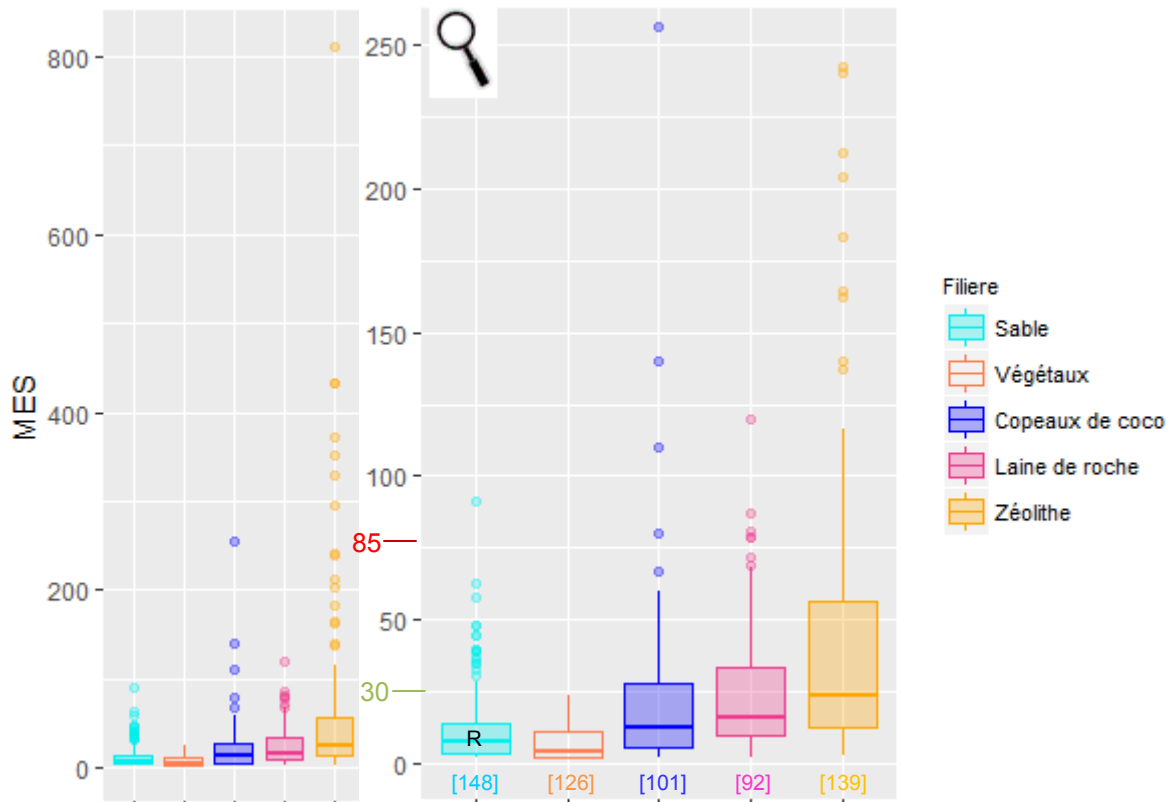 MES
800
600
400
200
0
250
200
150
100
85
50
30
0
R
[148] [126] [101] [92] [139]
Filiere
Sable
Végétaux
Copeaux de coco
Laine de roche
Zéolithe